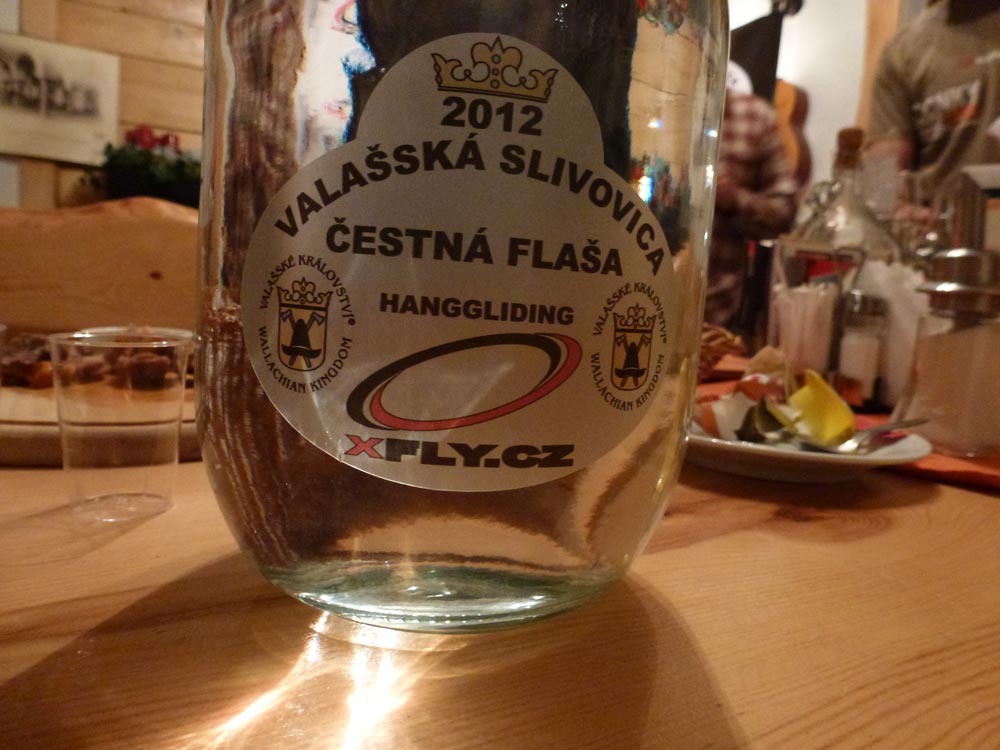 2012
VALAŠSKÁ SLIVOVICA
ČESTNÁ FLAŠA
HANGGLIDING
VALAŠSKÉ KRÁLOVSTVÍ®
WALLACHIAN KINGDOM
VALAŠSKÉ KRÁLOVSTVÍ®
WALLACHIAN KINGDOM
XFLY.CZ